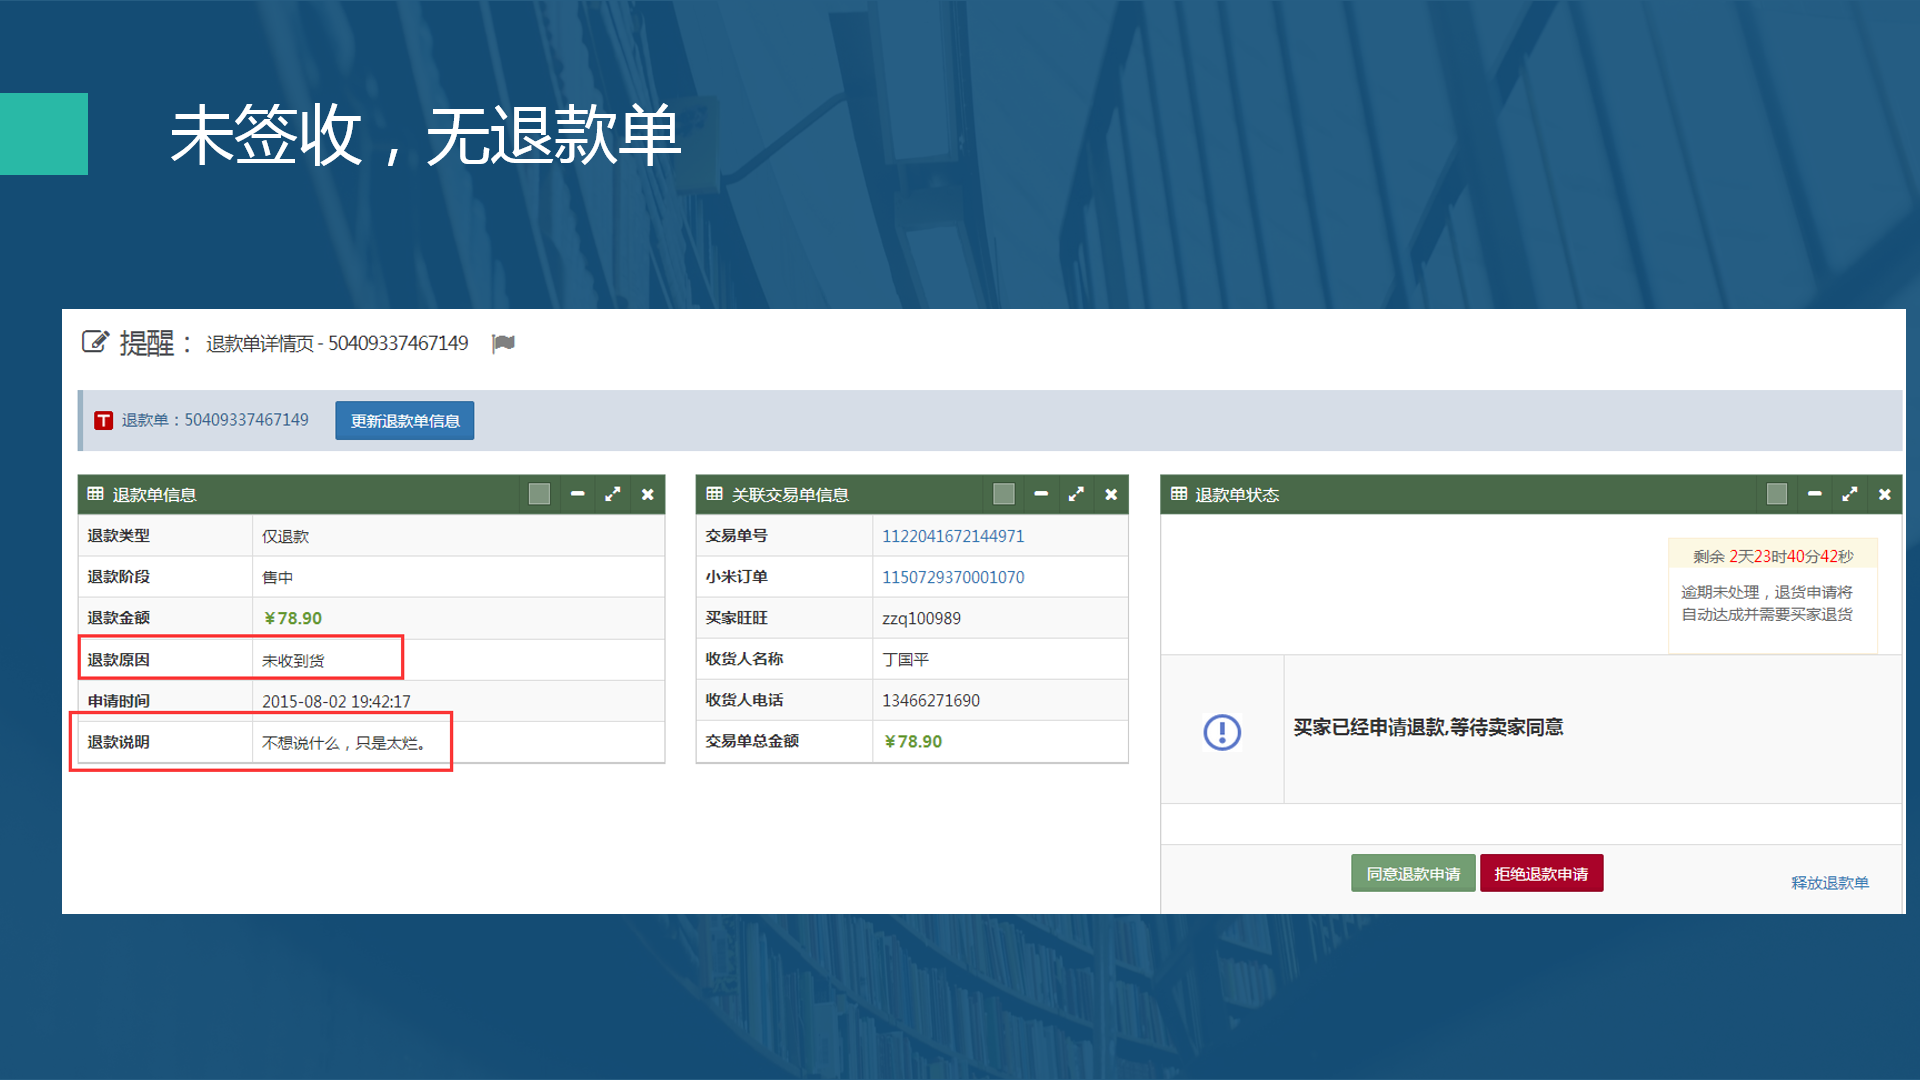 未签收，无退款单
提醒： 退款单详情页 - 50409337467149
T 退款单：50409337467149 更新退款单信息
退款单信息
退款类型 仅退款
退款阶段 售中
退款金额 ¥78.90
退款原因 未收到货
申请时间 2015-08-02 19:42:17
退款说明 不想说什么，只是太烂。
关联交易单信息
交易单号 1122041672144971
小米订单 1150729370001070
买家旺旺 zzq100989
收货人名称 丁国平
收货人电话 13466271690
交易单总金额 ¥78.90
退款单状态
剩余 2天23时40分42秒
逾期未处理，退货申请将
自动达成并需要买家退货
买家已经申请退款,等待卖家同意
同意退款申请 拒绝退款申请
释放退款单